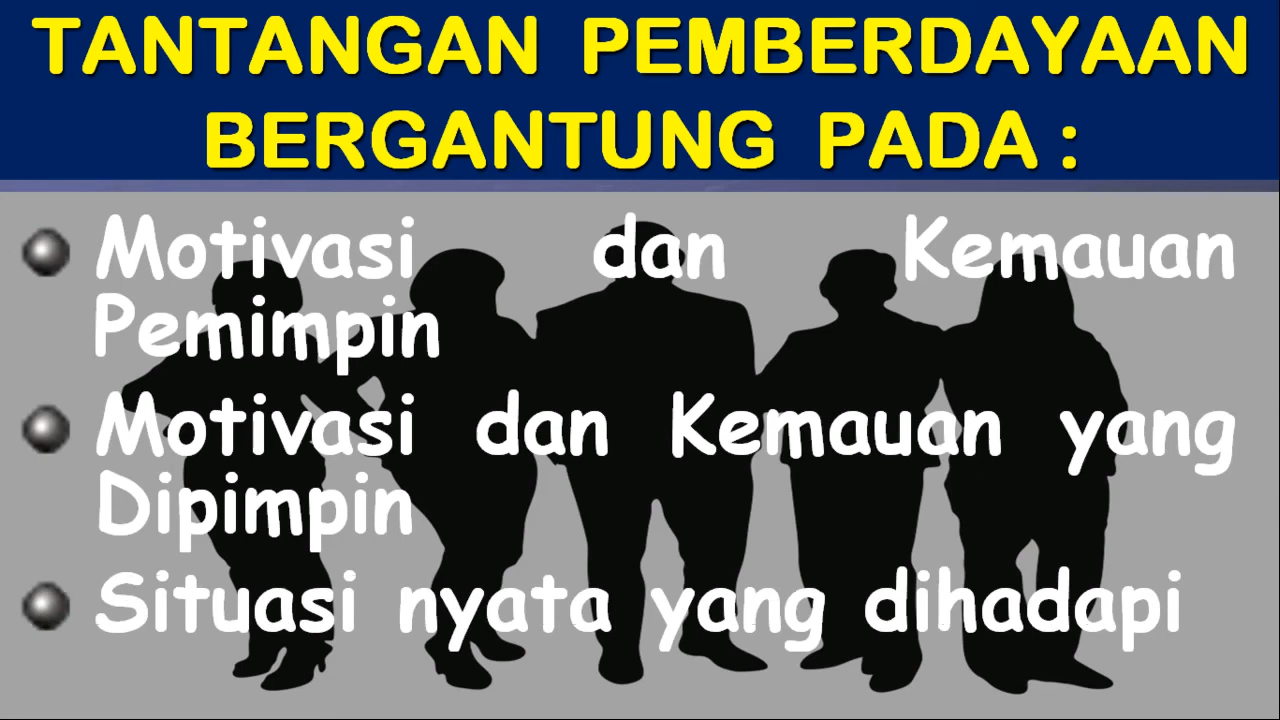 TANTANGAN PEMBERDAYAAN
BERGANTUNG PADA :
Motivasi dan Kemauan
Pemimpin
Motivasi dan Kemauan yang
Dipimpin
Situasi nyata yang dihadapi